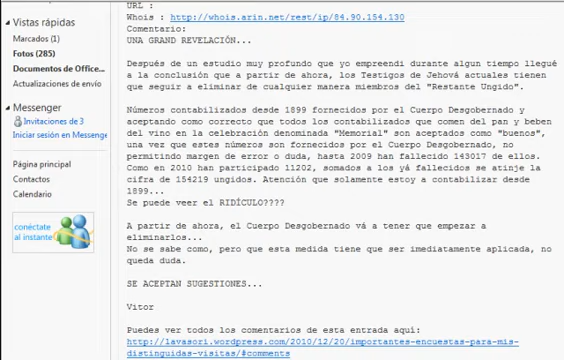 Vistas rápidas
Marcados (1)
Fotos (285)
Documentos de Office...
Actualizaciones de envío
Messenger
Invitaciones de 3
Iniciar sesión en Messenge
Página principal
Contactos
Calendario
conéctate
al instante
URL :
Whois : http://whois.arin.net/rest/ip/84.90.154.130
Comentario:
UNA GRAND REVELACIÓN...
Después de un estudio muy profundo que yo empreendi durante algun tiempo llegué
a la conclusión que a partir de ahora, los Testigos de Jehová actuales tienen
que seguir a eliminar de cualquier manera miembros del "Restante Ungido".
Números contabilizados desde 1899 fornecidos por el Cuerpo Desgobernado y
aceptando como correcto que todos los contabilizados que comen del pan y beben
del vino en la celebración denominada "Memorial" son aceptados como "buenos",
una vez que estes números son fornecidos por el Cuerpo Desgobernado, no
permitindo margen de error o duda, hasta 2009 han fallecido 143017 de ellos.
Como en 2010 han participado 11202, somados a los yá fallecidos se atinje la
cifra de 154219 ungidos. Atención que solamente estoy a contabilizar desde
1899...
Se puede veer el RIDÍCULO????
A partir de ahora, el Cuerpo Desgobernado vá a tener que empezar a
eliminarlos...
No se sabe como, pero que esta medida tiene que ser imediatamente aplicada, no
queda duda.
SE ACEPTAN SUGESTIONES...
Vitor
Puedes ver todos los comentarios de esta entrada aquí:
http://lavasori.wordpress.com/2010/12/20/importantes-encuestas-para-mis-
distinguidas-visitas/#comments